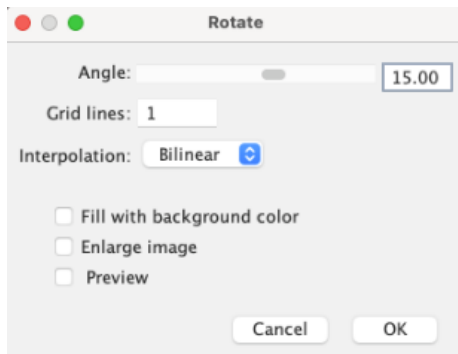 Rotate
Angle: 15.00
Grid lines: 1
Interpolation: Bilinear
Fill with background color
Enlarge image
Preview
Cancel OK